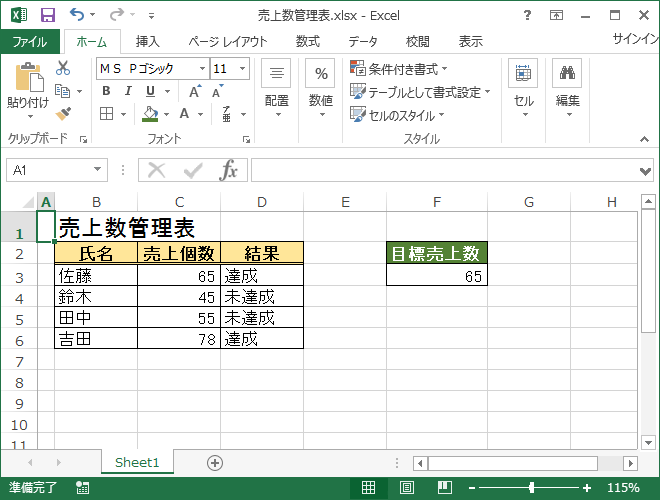 売上数管理表.xlsx - Excel
ファイル ホーム 挿入 ページ レイアウト 数式 データ 校閲 表示 サインイン
ＭＳ Ｐゴシック 11
貼り付け
B I U A A
A ア 亜
配置
%
数値
条件付き書式
テーブルとして書式設定
セルのスタイル
セル
編集
クリップボード フォント スタイル
A1 fx
A B C D E F G H
1 売上数管理表
2 氏名 売上個数 結果 目標売上数
3 佐藤 65 達成 65
4 鈴木 45 未達成
5 田中 55 未達成
6 吉田 78 達成
7
8
9
10
11
Sheet1
準備完了 115%